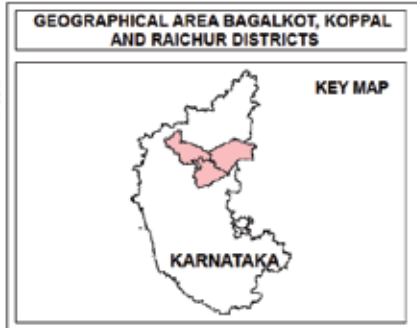 GEOGRAPHICAL AREA BAGALKOT, KOPPAL
AND RAICHUR DISTRICTS
KEY MAP
KARNATAKA